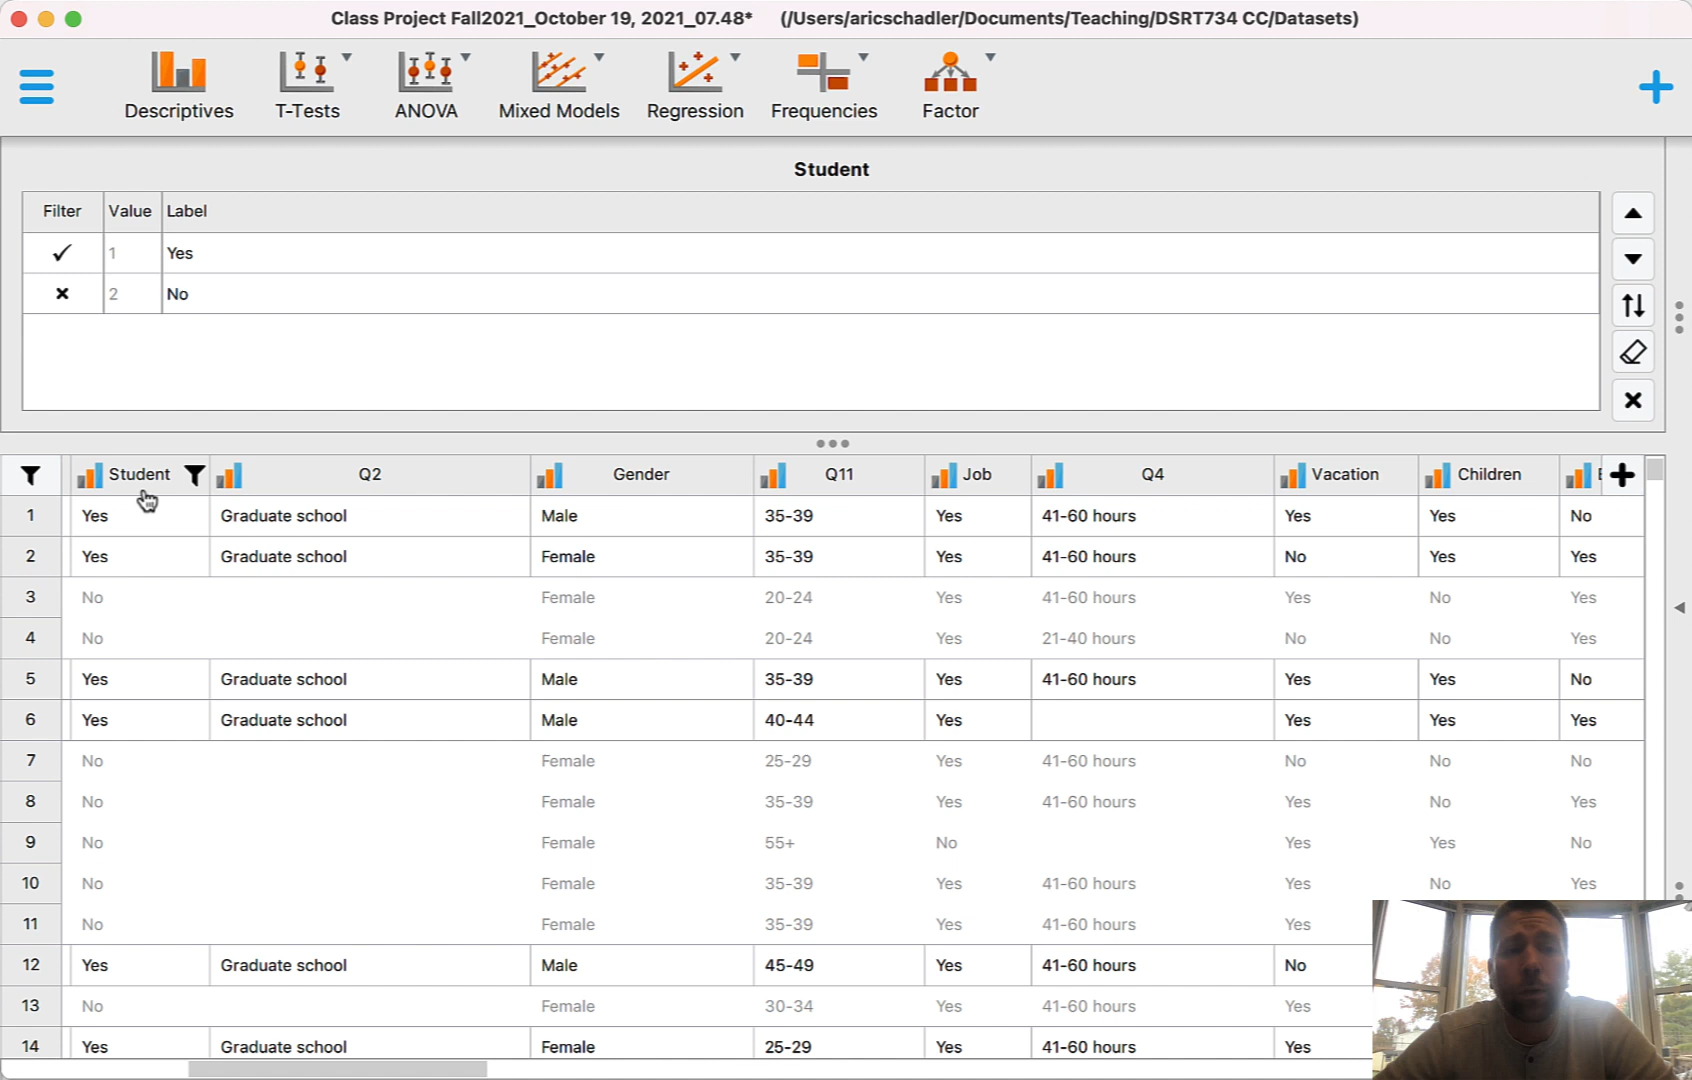 Class Project Fall2021_October 19, 2021_07.48* (/Users/aricschadler/Documents/Teaching/DSRT734 CC/Datasets)
Descriptives T-Tests ANOVA Mixed Models Regression Frequencies Factor
Student
Filter Value Label
1 Yes
2 No
Student Q2 Gender Q11 Job Q4 Vacation Children
1 Yes Graduate school Male 35-39 Yes 41-60 hours Yes Yes No
2 Yes Graduate school Female 35-39 Yes 41-60 hours No Yes Yes
3 No Female 20-24 Yes 41-60 hours Yes No Yes
4 No Female 20-24 Yes 21-40 hours No No Yes
5 Yes Graduate school Male 35-39 Yes 41-60 hours Yes Yes No
6 Yes Graduate school Male 40-44 Yes Yes Yes Yes
7 No Female 25-29 Yes 41-60 hours No No No
8 No Female 35-39 Yes 41-60 hours Yes No Yes
9 No Female 55+ No Yes Yes No
10 No Female 35-39 Yes 41-60 hours Yes No Yes
11 No Female 35-39 Yes 41-60 hours Yes
12 Yes Graduate school Male 45-49 Yes 41-60 hours No
13 No Female 30-34 Yes 41-60 hours Yes
14 Yes Graduate school Female 25-29 Yes 41-60 hours Yes